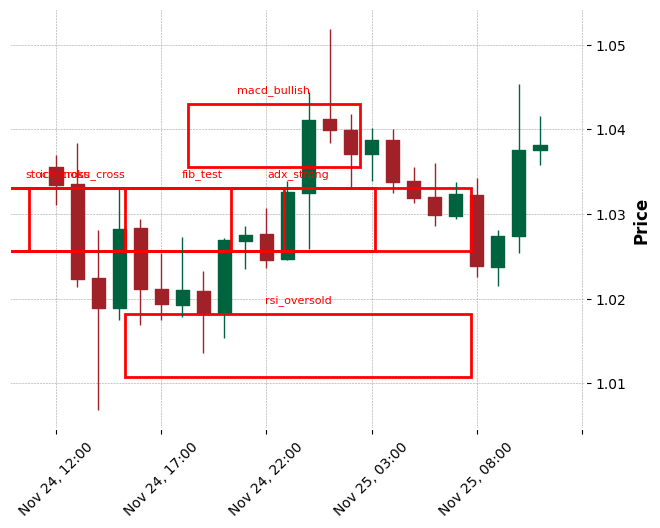 1.05
macd_bullish
1.04
fib_test
adx_strong
1.03
Price
1.02
rsi_oversold
1.01
Nov 24, 12:00
Nov 24, 17:00
Nov 24, 22:00
Nov 25, 03:00
Nov 25, 08:00